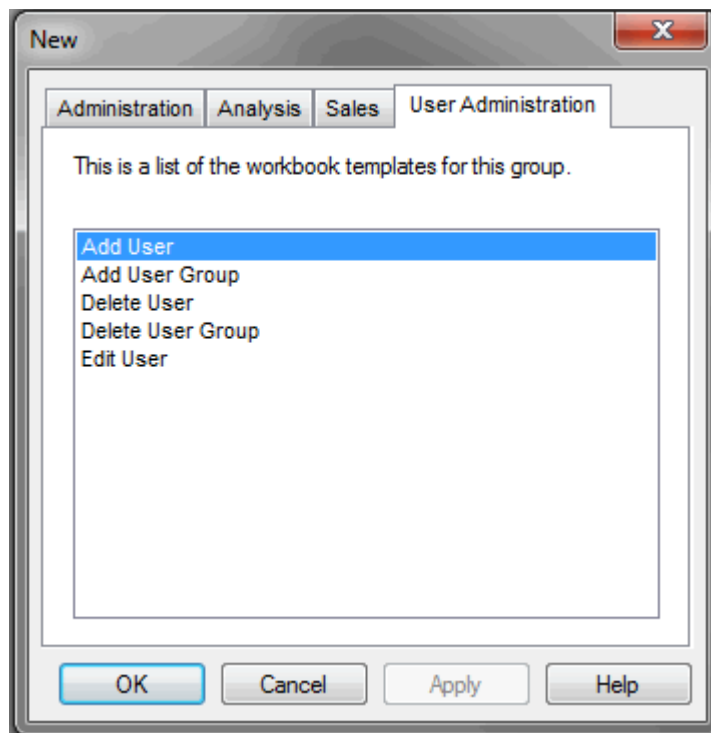 New
X
Administration Analysis Sales User Administration
This is a list of the workbook templates for this group.
Add User
Add User Group
Delete User
Delete User Group
Edit User
OK Cancel Apply Help